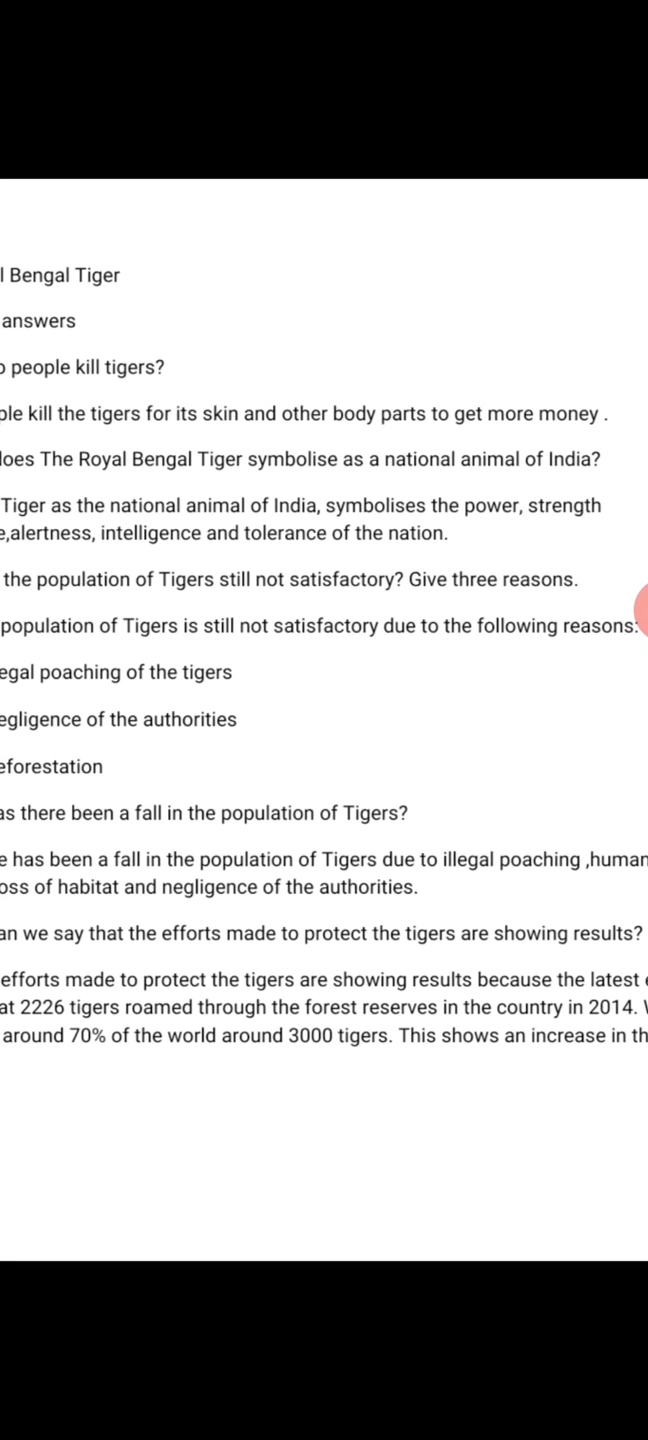 l Bengal Tiger
answers
o people kill tigers?
ple kill the tigers for its skin and other body parts to get more money .
does The Royal Bengal Tiger symbolise as a national animal of India?
Tiger as the national animal of India, symbolises the power, strength
e,alertness, intelligence and tolerance of the nation.
the population of Tigers still not satisfactory? Give three reasons.
population of Tigers is still not satisfactory due to the following reasons:
egal poaching of the tigers
egligence of the authorities
eforestation
as there been a fall in the population of Tigers?
e has been a fall in the population of Tigers due to illegal poaching ,human
oss of habitat and negligence of the authorities.
an we say that the efforts made to protect the tigers are showing results?
efforts made to protect the tigers are showing results because the latest
at 2226 tigers roamed through the forest reserves in the country in 2014.
around 70% of the world around 3000 tigers. This shows an increase in th